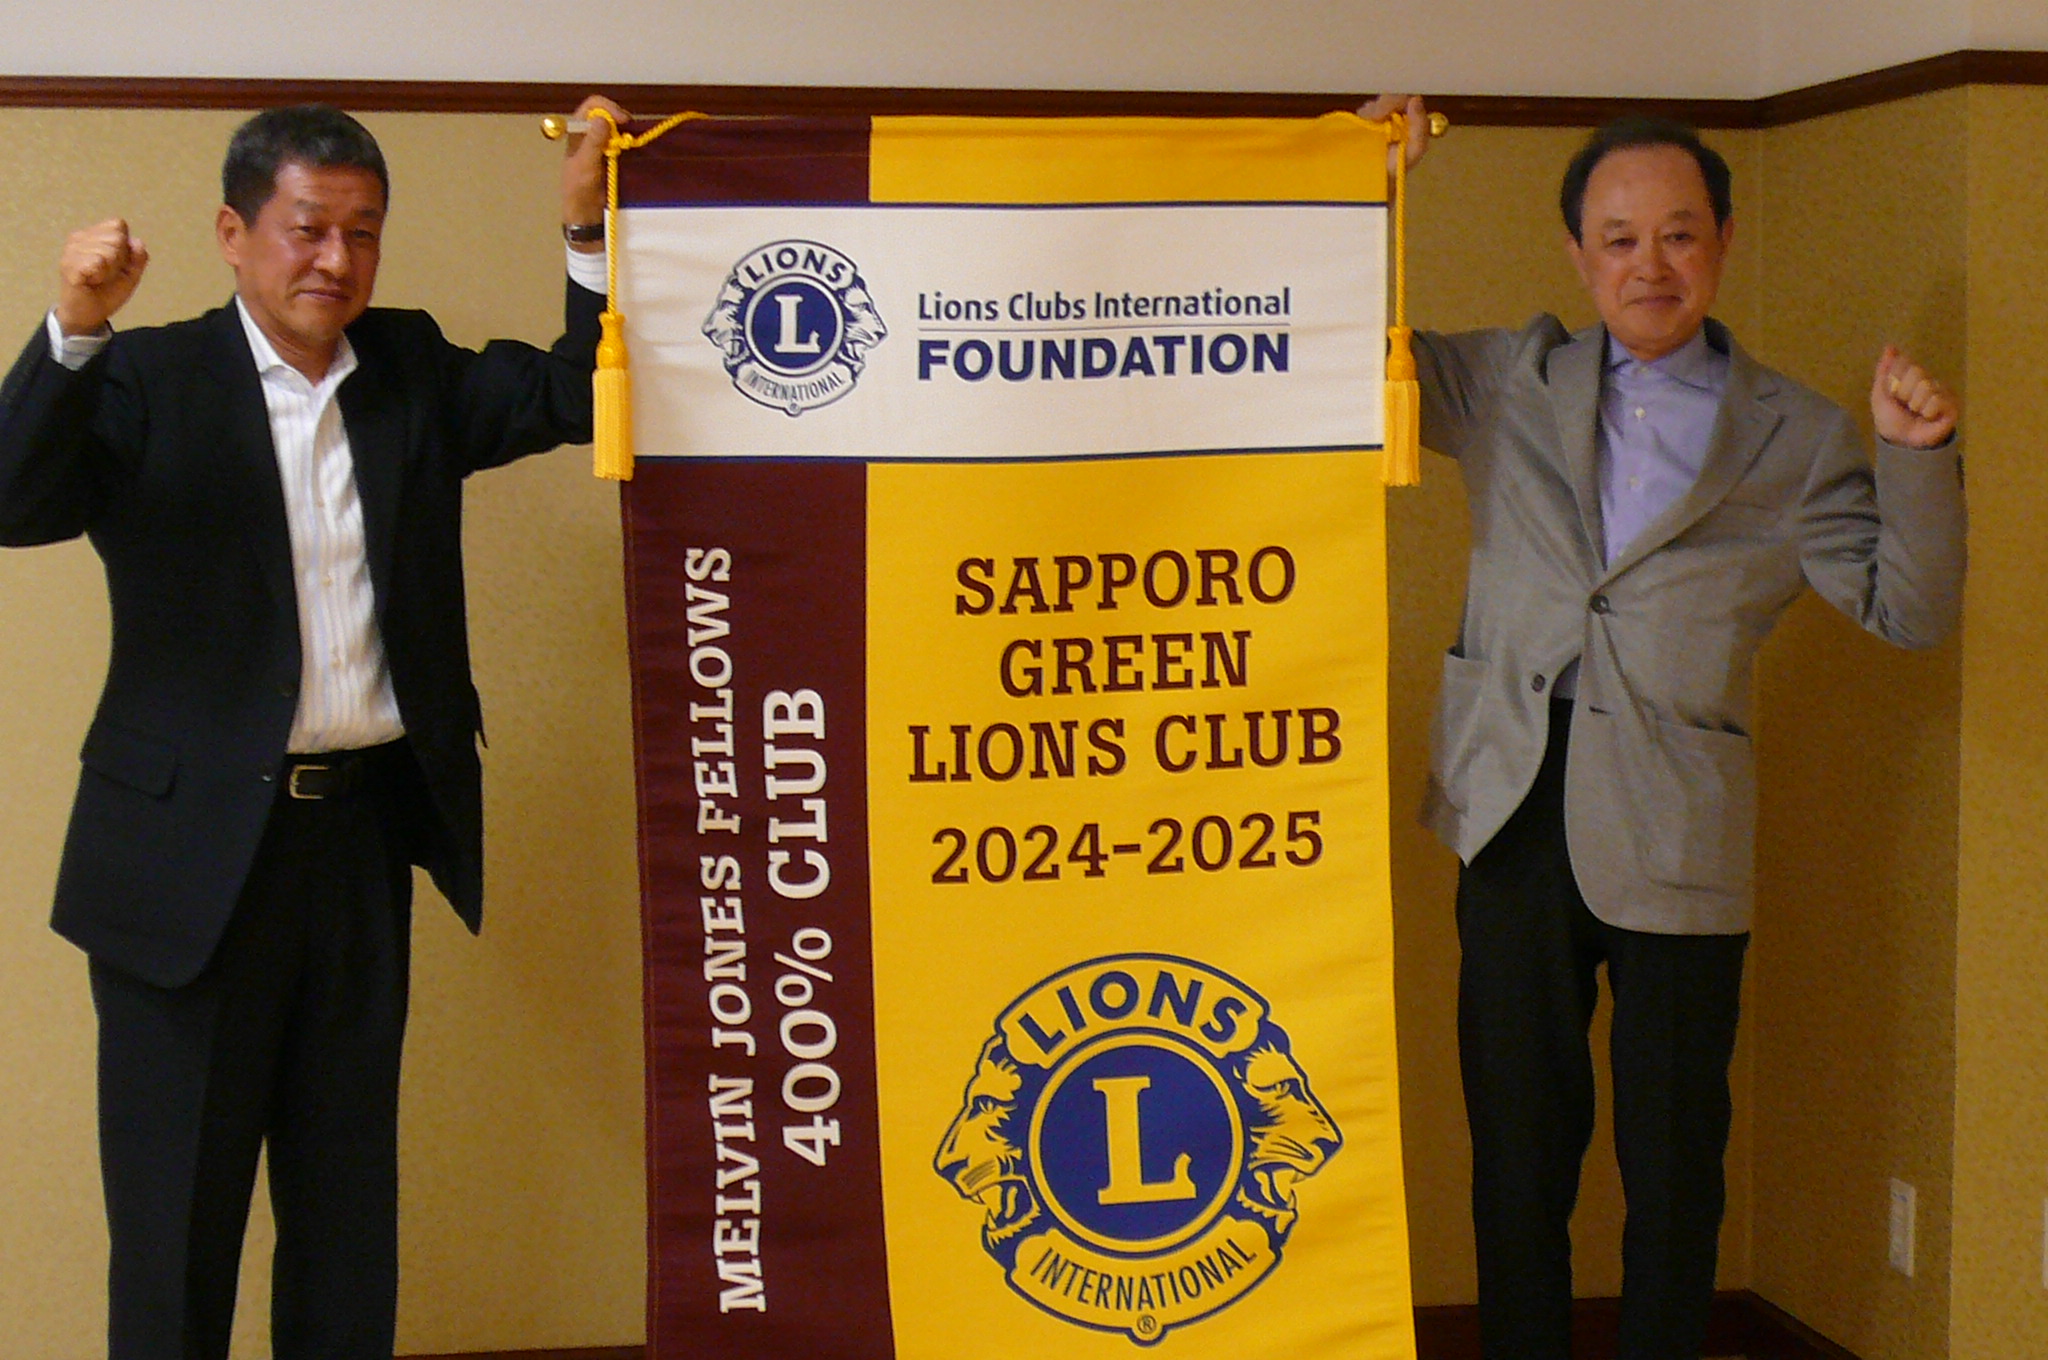 LIONS
L
INTERNATIONAL
®
Lions Clubs International
FOUNDATION
MELVIN JONES FELLOWS
400% CLUB
SAPPORO
GREEN
LIONS CLUB
2024-2025
LIONS
L
INTERNATIONAL
®